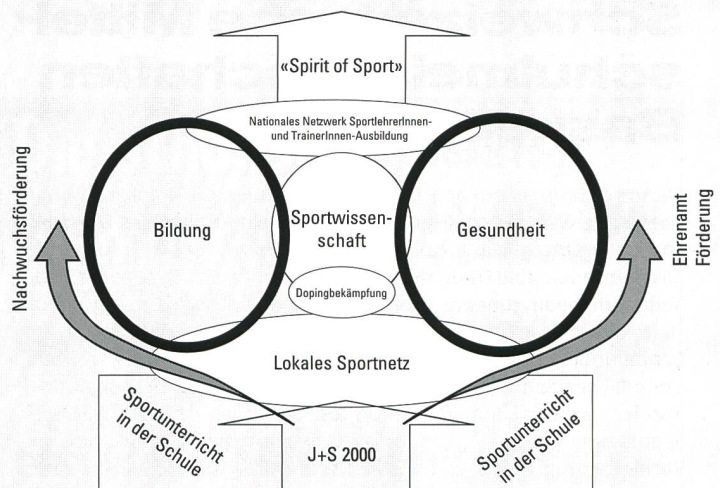 «Spirit of Sport»
Nationales Netzwerk SportlehrerInnen-
und TrainerInnen-Ausbildung
Nachwuchsförderung
Bildung
Sportwissen-
schaft
Gesundheit
Ehrenamt
Förderung
Dopingbekämpfung
Lokales Sportnetz
Sportunterricht
in der Schule
J+S 2000
Sportunterricht
in der Schule